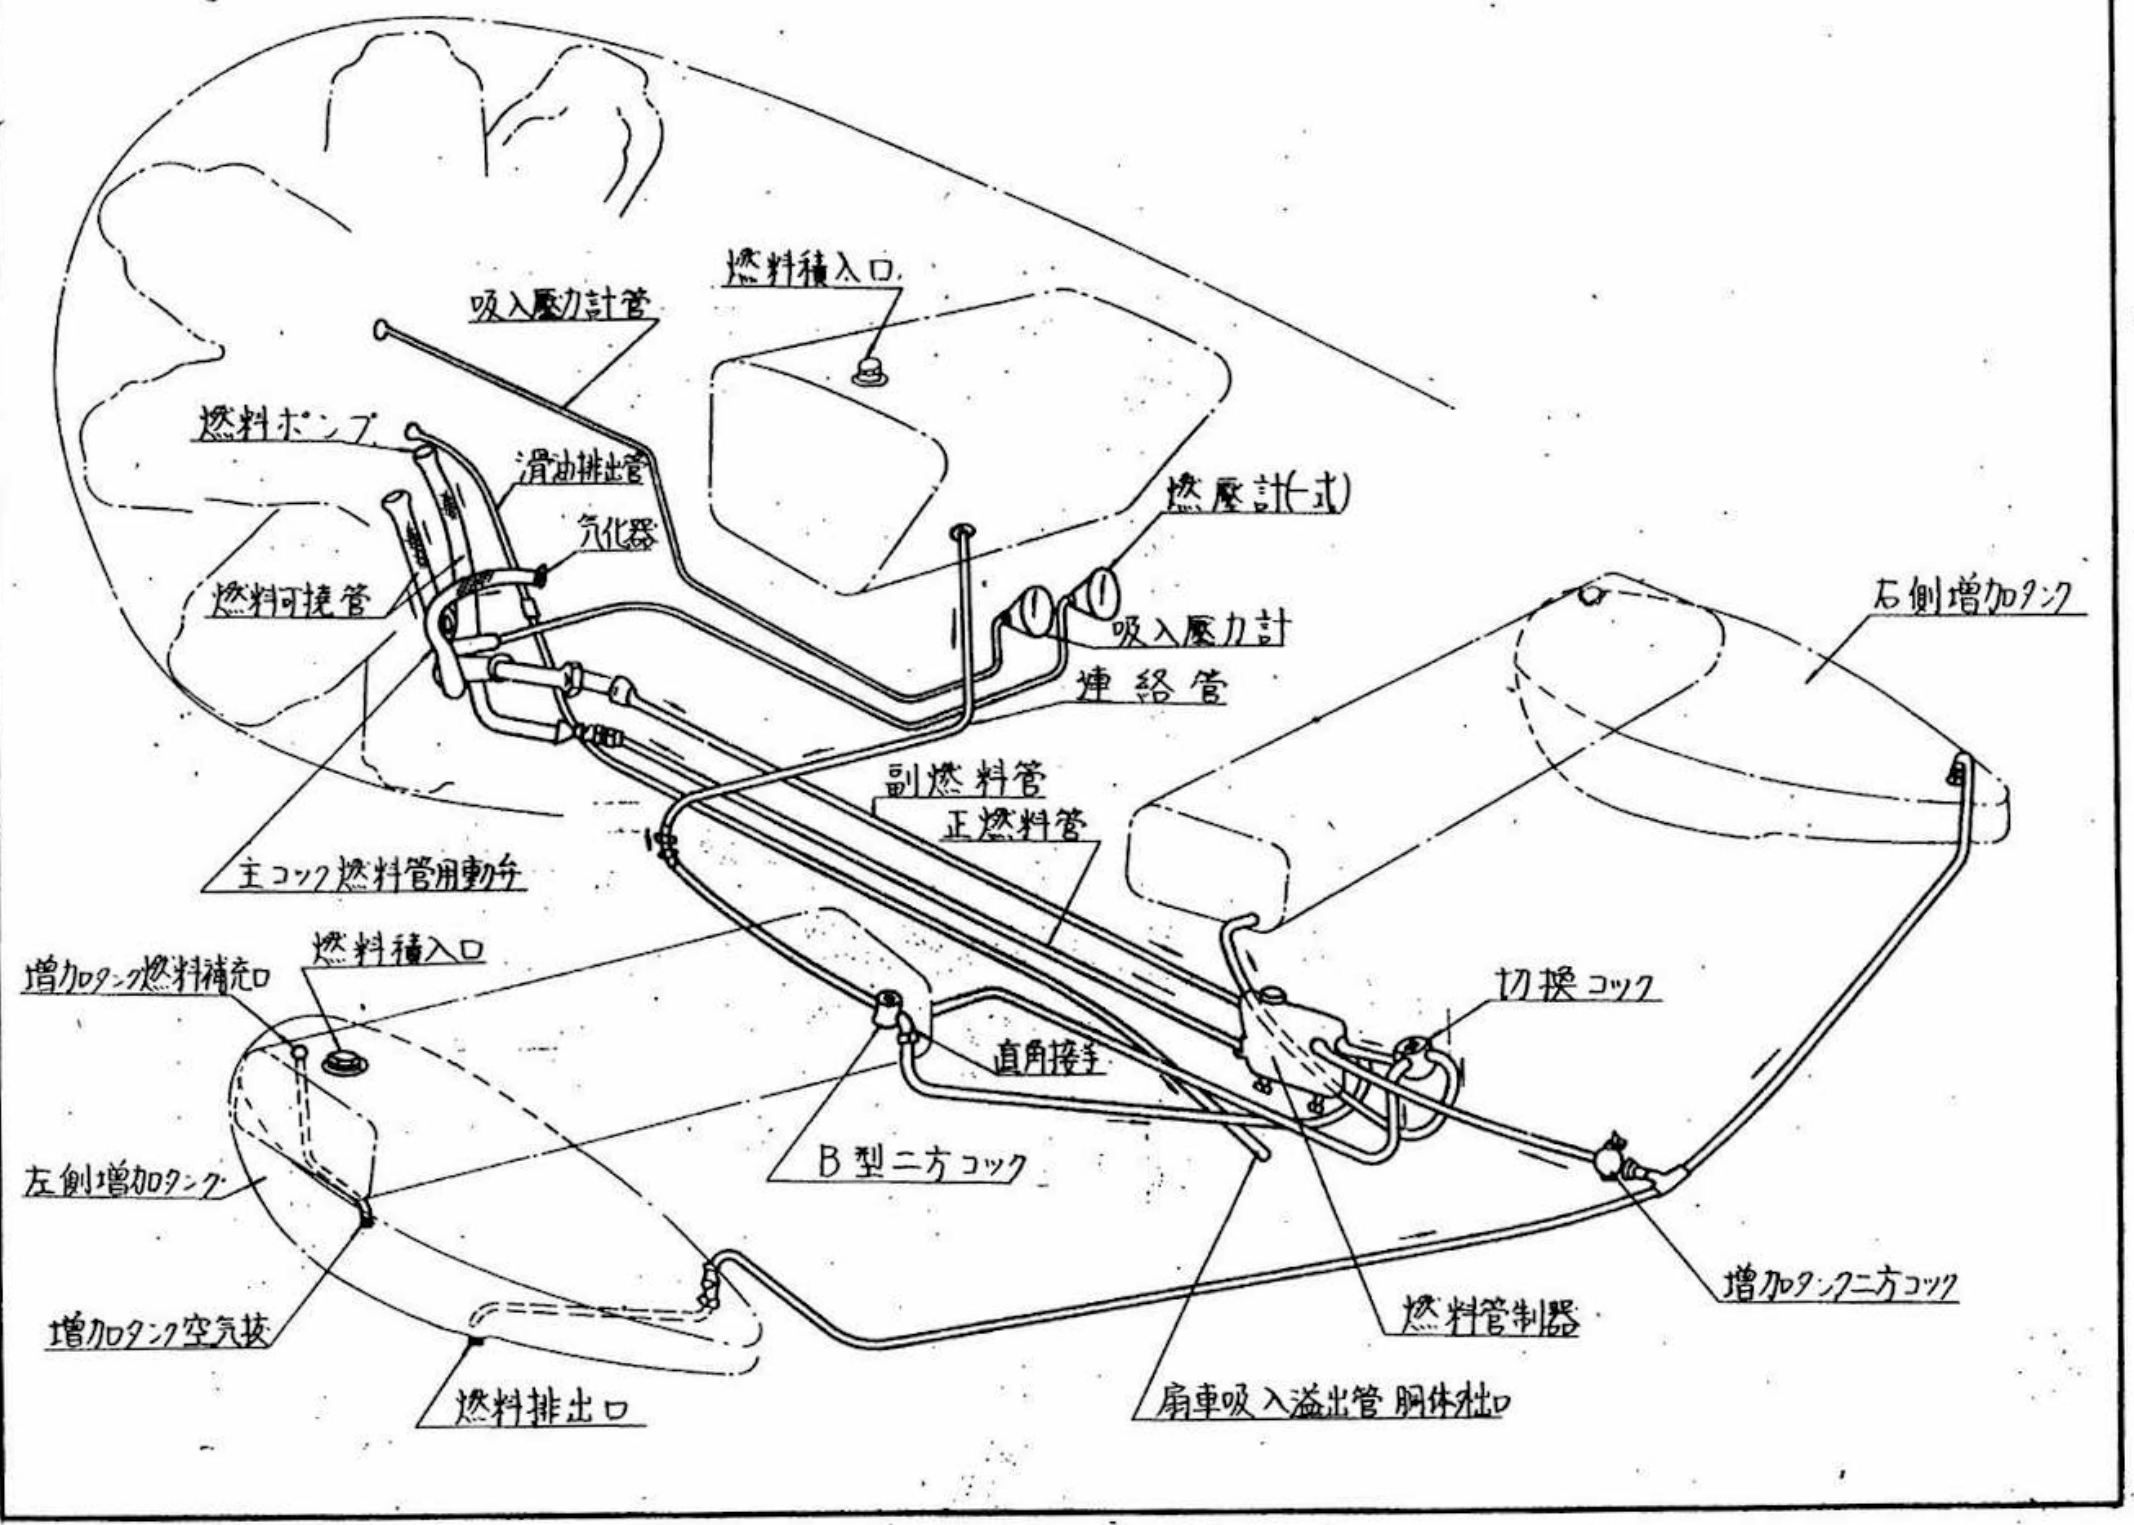 燃料積入口
吸入壓力計管
燃料ポンプ
滑油排出管
燃壓計(一式)
气化器
燃料可撓管
右側増加タンク
吸入壓力計
連絡管
副燃料管
正燃料管
主コック燃料管用動弁
燃料積入口
増加タンク燃料補充口
切換コック
直角接手
B型二方コック
左側増加タンク
増加タンク二方コック
燃料管制器
増加タンク空気抜
燃料排出口
扇車吸入溢出管胴体出口